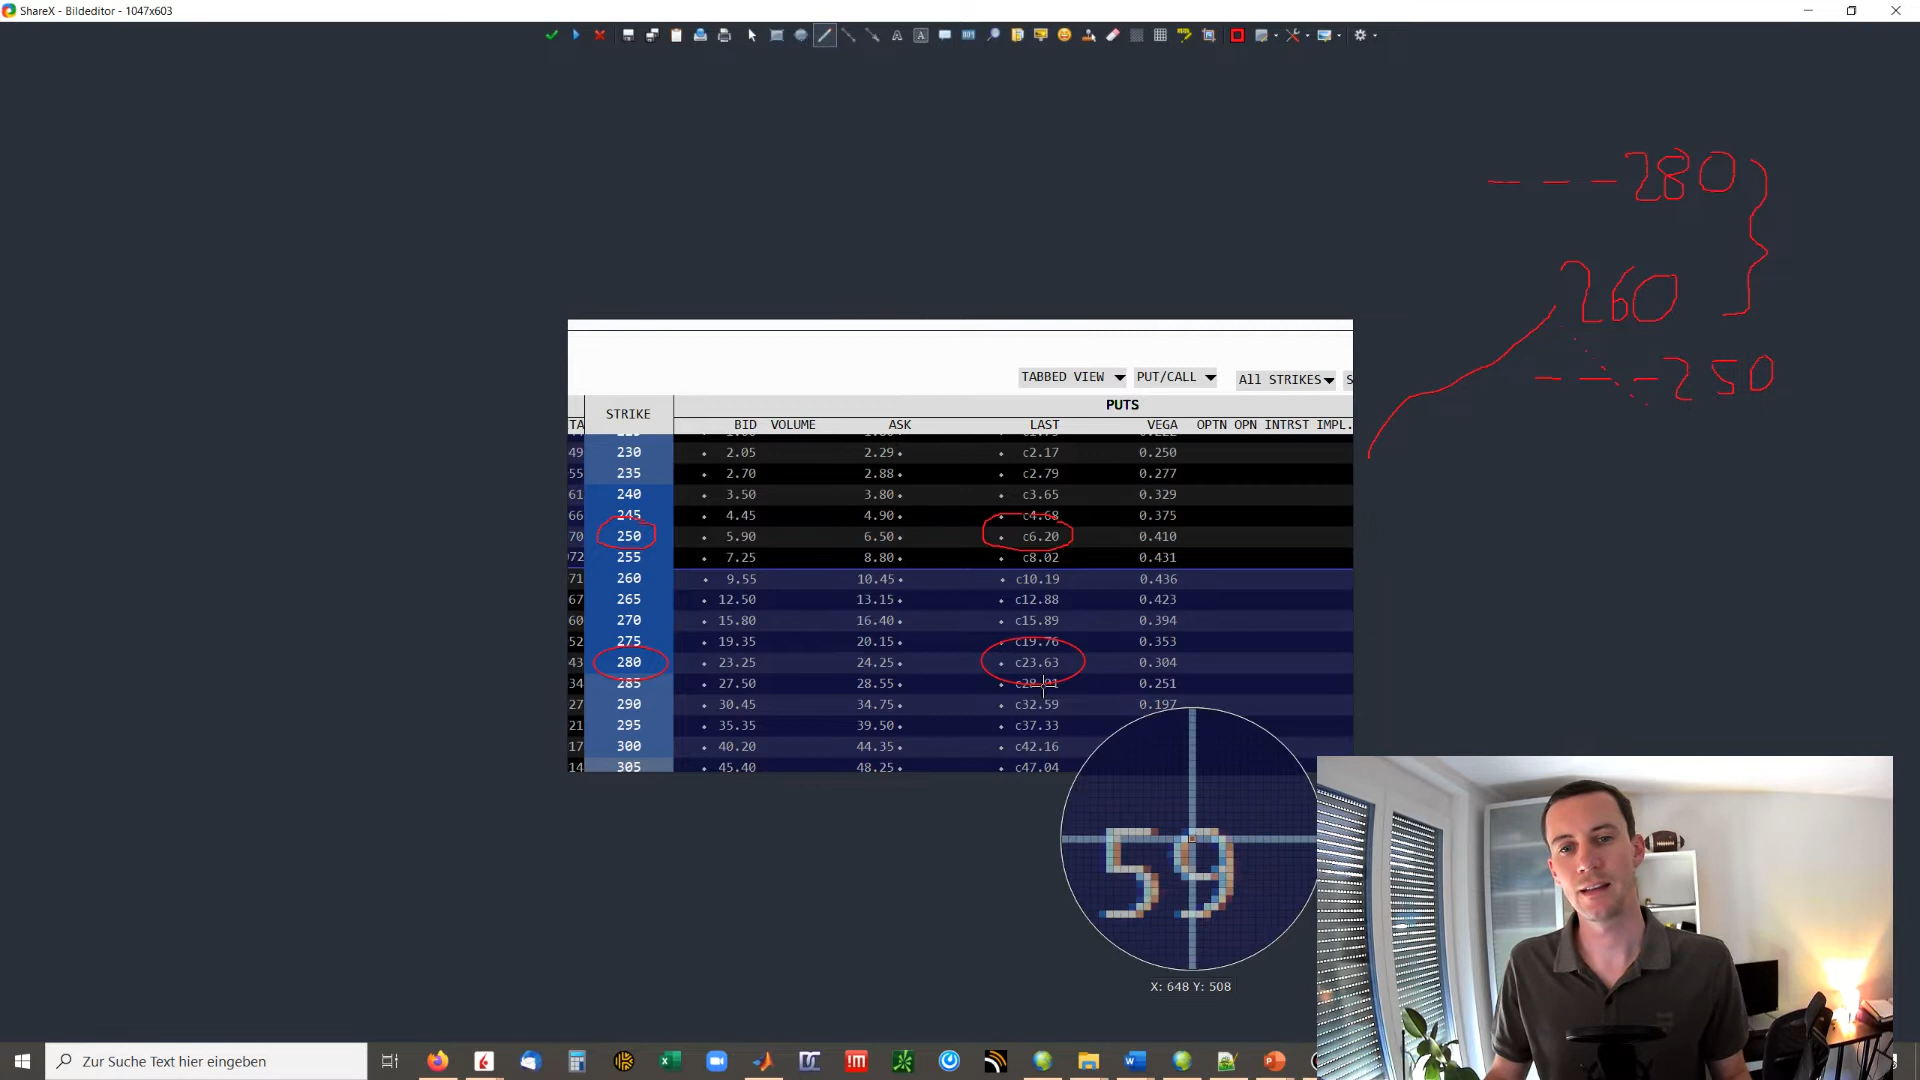 ShareX - Bildeditor - 1047x603
280
260
250
TABBED VIEW PUT/CALL All STRIKES S
STRIKE PUTS
TA BID VOLUME ASK LAST VEGA OPTN OPN INTRST IMPL.
49 230 2.05 2.29 c2.17 0.250
55 235 2.70 2.88 c2.79 0.277
61 240 3.50 3.80 c3.65 0.329
66 245 4.45 4.90 c4.68 0.375
70 250 5.90 6.50 c6.20 0.410
072 255 7.25 8.80 c8.02 0.431
71 260 9.55 10.45 c10.19 0.436
67 265 12.50 13.15 c12.88 0.423
60 270 15.80 16.40 c15.89 0.394
52 275 19.35 20.15 c19.76 0.353
43 280 23.25 24.25 c23.63 0.304
34 285 27.50 28.55 0.251
27 290 30.45 34.75 c32.59 0.197
21 295 35.35 39.50 c37.33
17 300 40.20 44.35 c42.16
14 305 45.40 48.25 c47.04
59
X: 648 Y: 508
Zur Suche Text hier eingeben